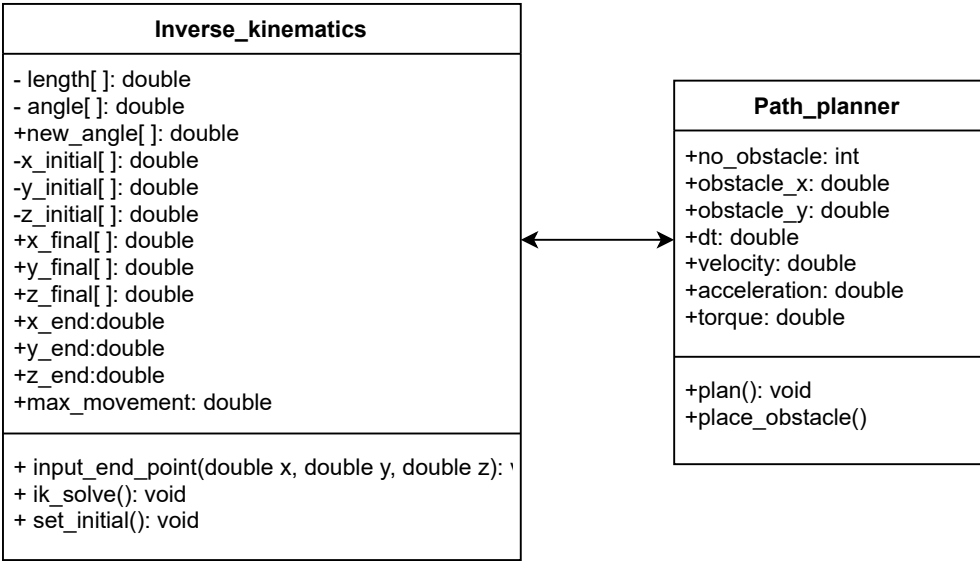 Inverse_kinematics
- length[ ]: double
- angle[ ]: double
+new_angle[ ]: double
-x_initial[ ]: double
-y_initial[ ]: double
-z_initial[ ]: double
+x_final[ ]: double
+y_final[ ]: double
+z_final[ ]: double
+x_end:double
+y_end:double
+z_end:double
+max_movement: double
+ input_end_point(double x, double y, double z):
+ ik_solve(): void
+ set_initial(): void
Path_planner
+no_obstacle: int
+obstacle_x: double
+obstacle_y: double
+dt: double
+velocity: double
+acceleration: double
+torque: double
+plan(): void
+place_obstacle()